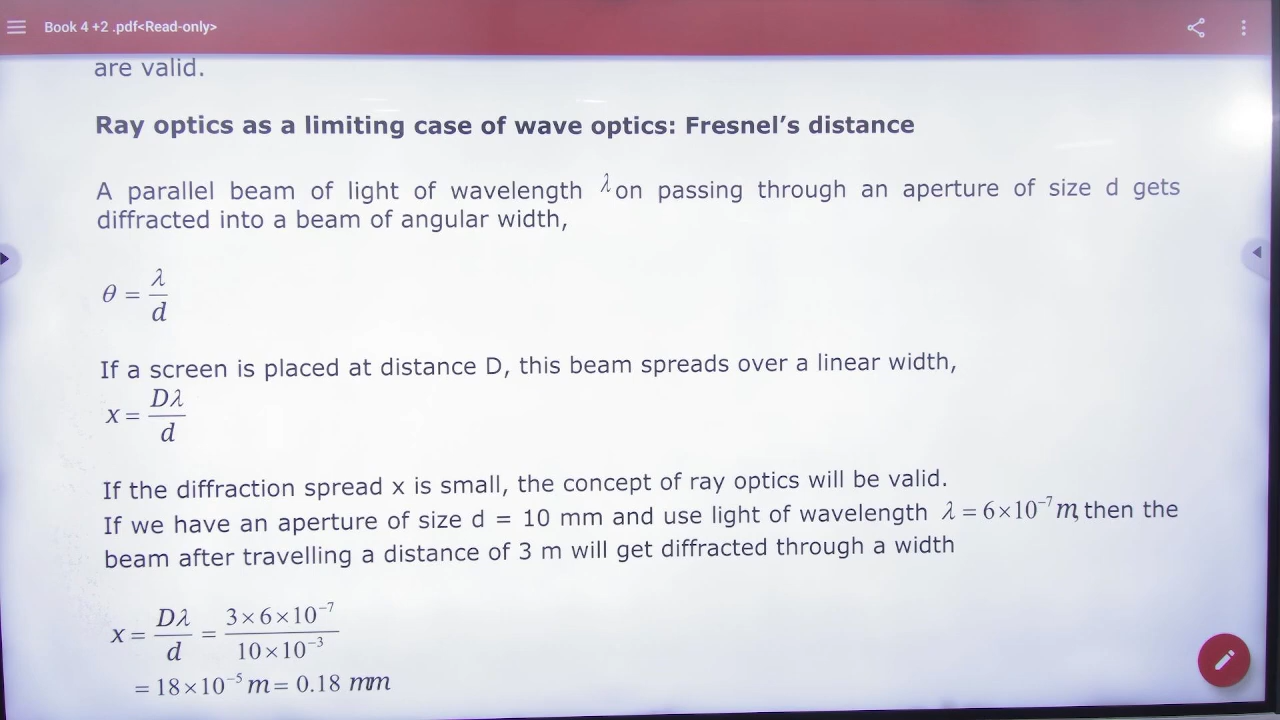 Book 4 +2 .pdf<Read-only>
are valid.
Ray optics as a limiting case of wave optics: Fresnel’s distance
A parallel beam of light of wavelength λ on passing through an aperture of size d gets
diffracted into a beam of angular width,
θ = λ/d
If a screen is placed at distance D, this beam spreads over a linear width,
x = Dλ/d
If the diffraction spread x is small, the concept of ray optics will be valid.
If we have an aperture of size d = 10 mm and use light of wavelength λ = 6×10⁻⁷ m, then the
beam after travelling a distance of 3 m will get diffracted through a width
x = Dλ/d = 3×6×10⁻⁷/10×10⁻³
= 18×10⁻⁵ m = 0.18 mm